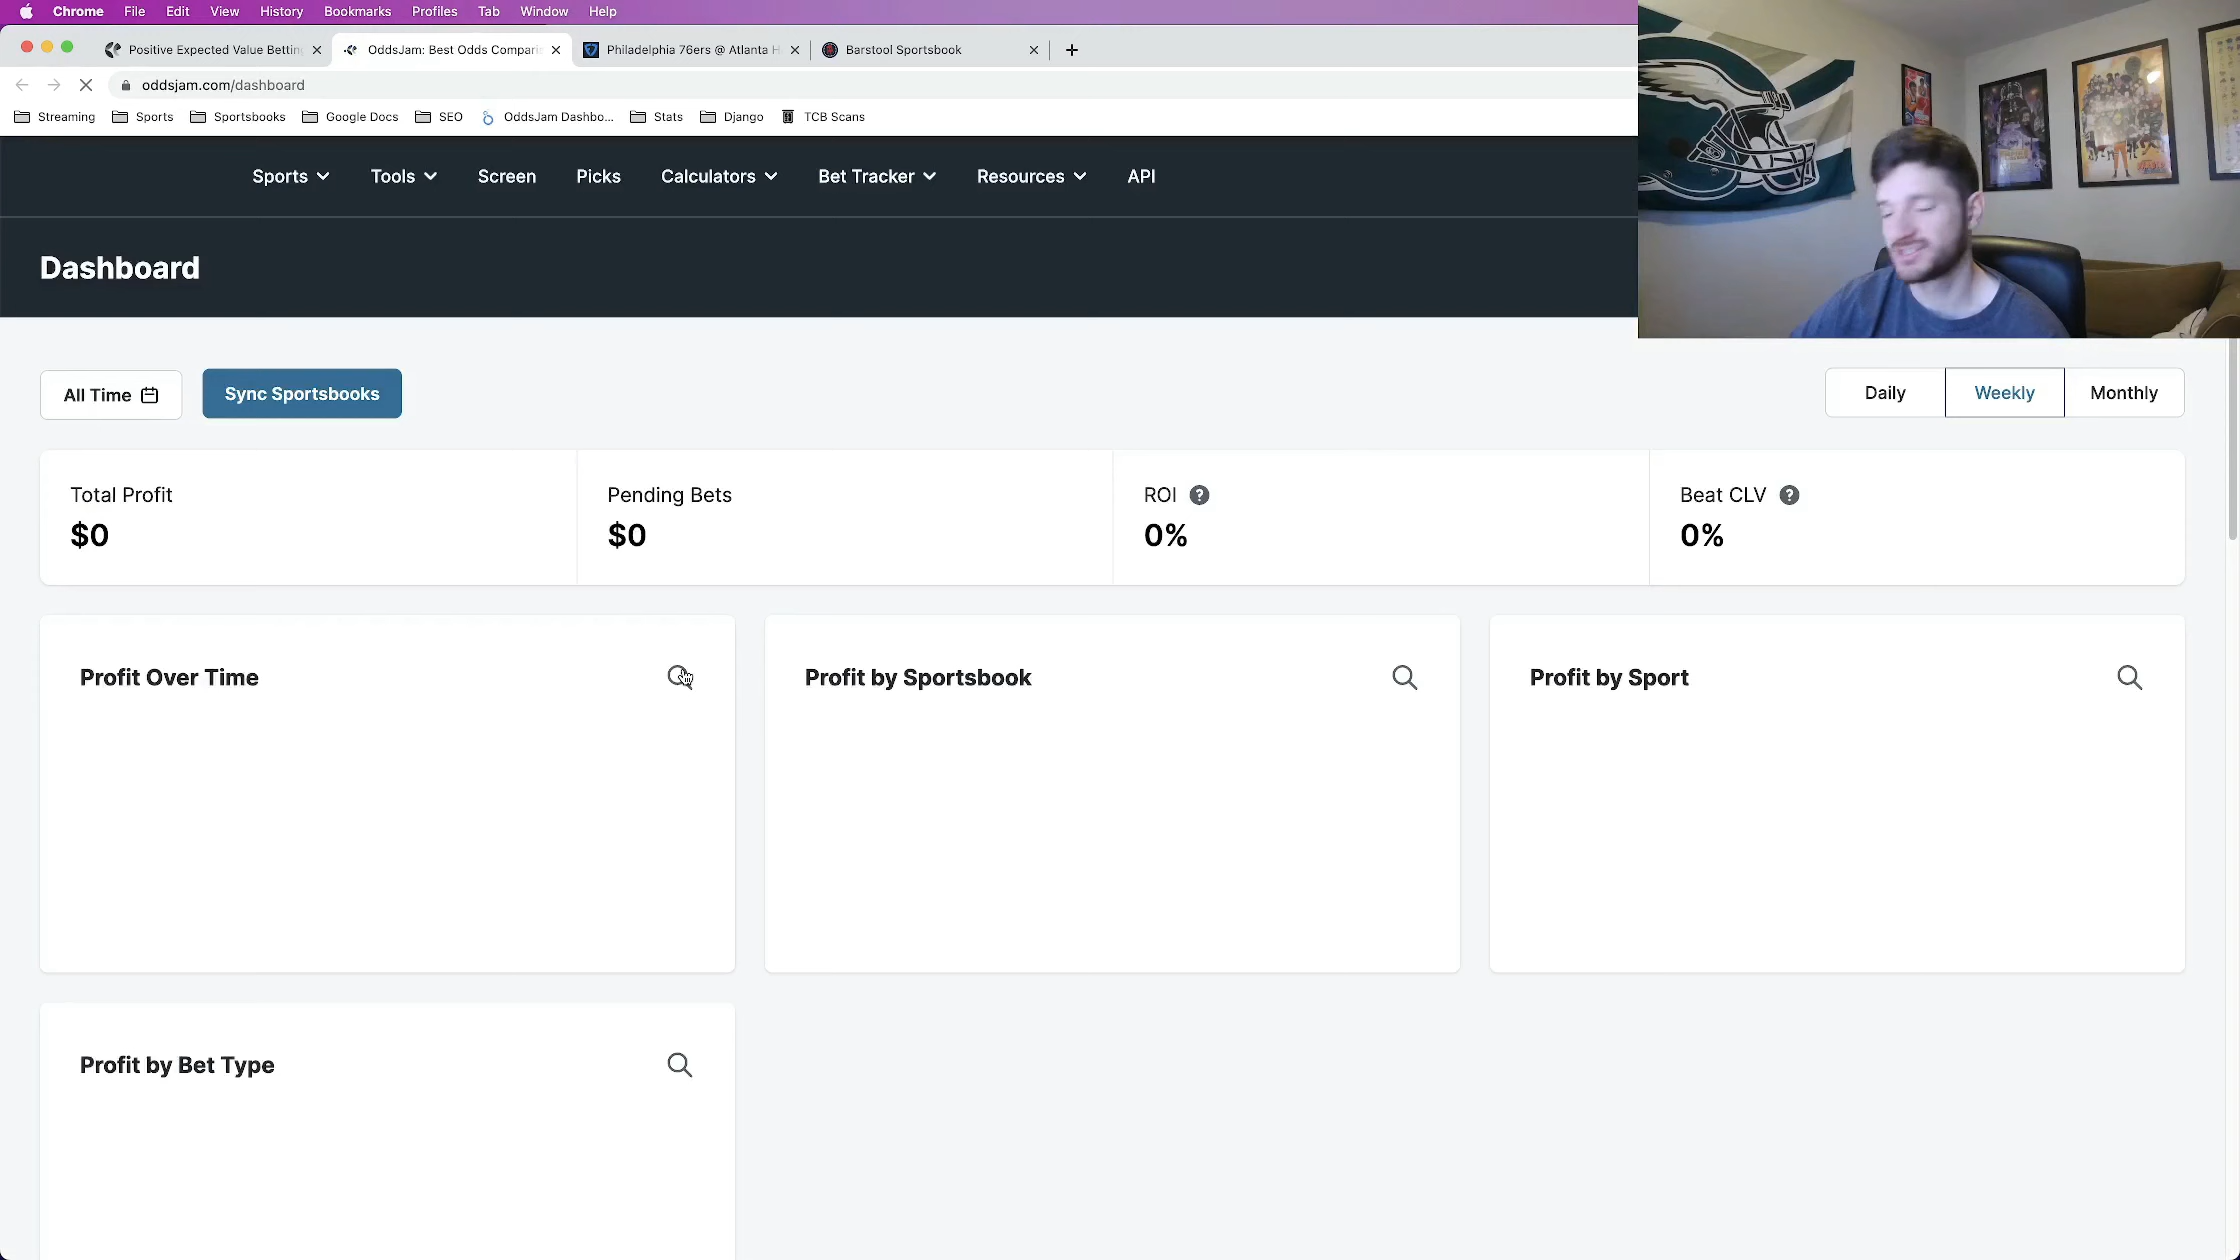 Chrome File Edit View History Bookmarks Profiles Tab Window Help
Positive Expected Value Betting
OddsJam: Best Odds Comparis
Philadelphia 76ers @ Atlanta H
Barstool Sportsbook
oddsjam.com/dashboard
Streaming Sports Sportsbooks Google Docs SEO OddsJam Dashbo... Stats Django TCB Scans
Sports Tools Screen Picks Calculators Bet Tracker Resources API
Dashboard
All Time Sync Sportsbooks Daily Weekly Monthly
Total Profit Pending Bets ROI ? Beat CLV ?
$0 $0 0% 0%
Profit Over Time Profit by Sportsbook Profit by Sport
Profit by Bet Type